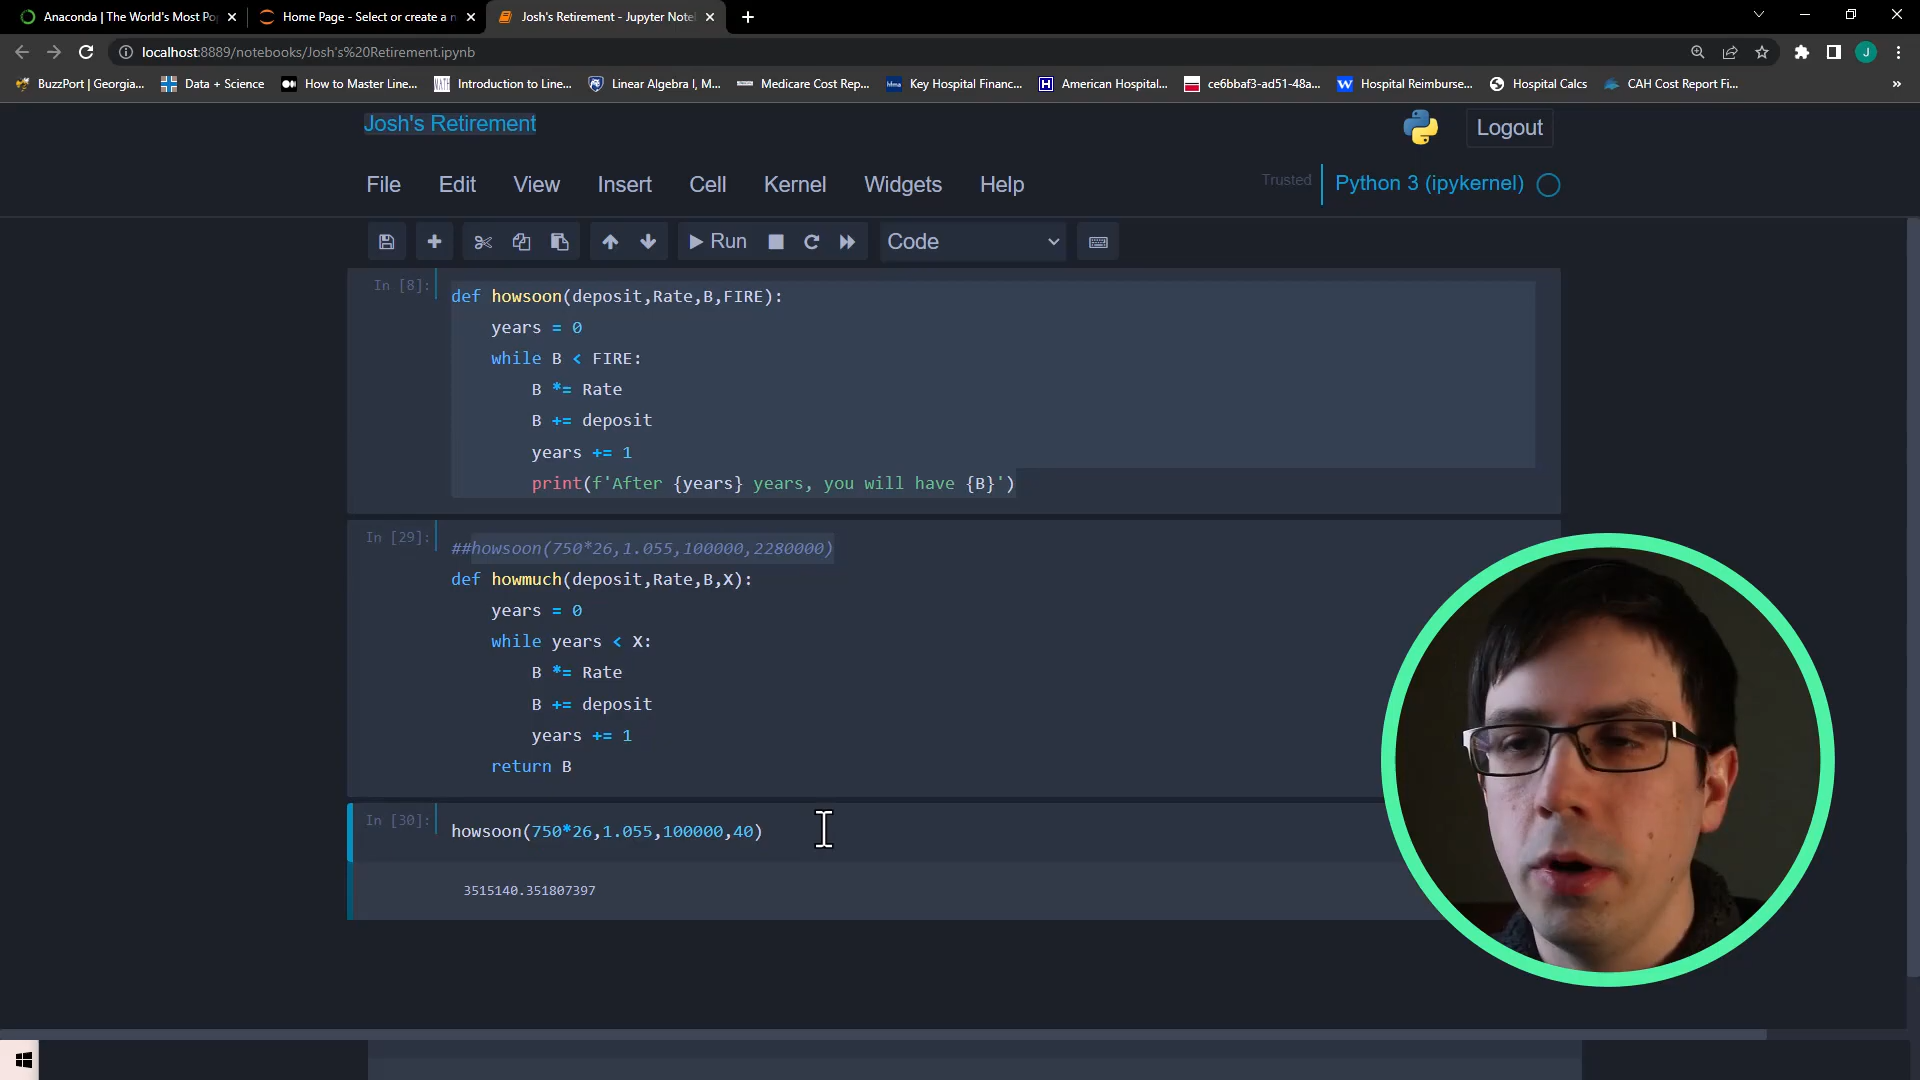 Anaconda | The World's Most Po
Home Page - Select or create a n
Josh's Retirement - Jupyter Note
localhost:8889/notebooks/Josh's%20Retirement.ipynb
J
BuzzPort | Georgia...
Data + Science
How to Master Line...
Introduction to Line...
Linear Algebra I, M...
Medicare Cost Rep...
Key Hospital Financ...
American Hospital...
ce6bbaf3-ad51-48a...
Hospital Reimburse...
Hospital Calcs
CAH Cost Report Fi...
»
Josh's Retirement
Logout
File Edit View Insert Cell Kernel Widgets Help
Trusted
Python 3 (ipykernel)
Run
Code
In [8]:
def howsoon(deposit,Rate,B,FIRE):
years = 0
while B < FIRE:
B *= Rate
B += deposit
years += 1
print(f'After {years} years, you will have {B}')
In [29]:
##howsoon(750*26,1.055,100000,2280000)
def howmuch(deposit,Rate,B,X):
years = 0
while years < X:
B *= Rate
B += deposit
years += 1
return B
In [30]:
howsoon(750*26,1.055,100000,40)
3515140.351807397